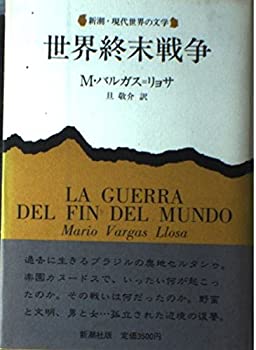 新潮・現代世界の文学
世界終末戦争
M・バルガス=リョサ
旦 敬介 訳
LA GUERRA
DEL FIN DEL MUNDO
Mario Vargas Llosa
過去に生きるブラジルの奥地セルタンウ。
楽園カヌードスで、いったい何が起こっ
たのか。その戦いは何だったのか。野蛮
と文明、男と女…孤立された辺境の復讐。
新潮社版 定価3500円